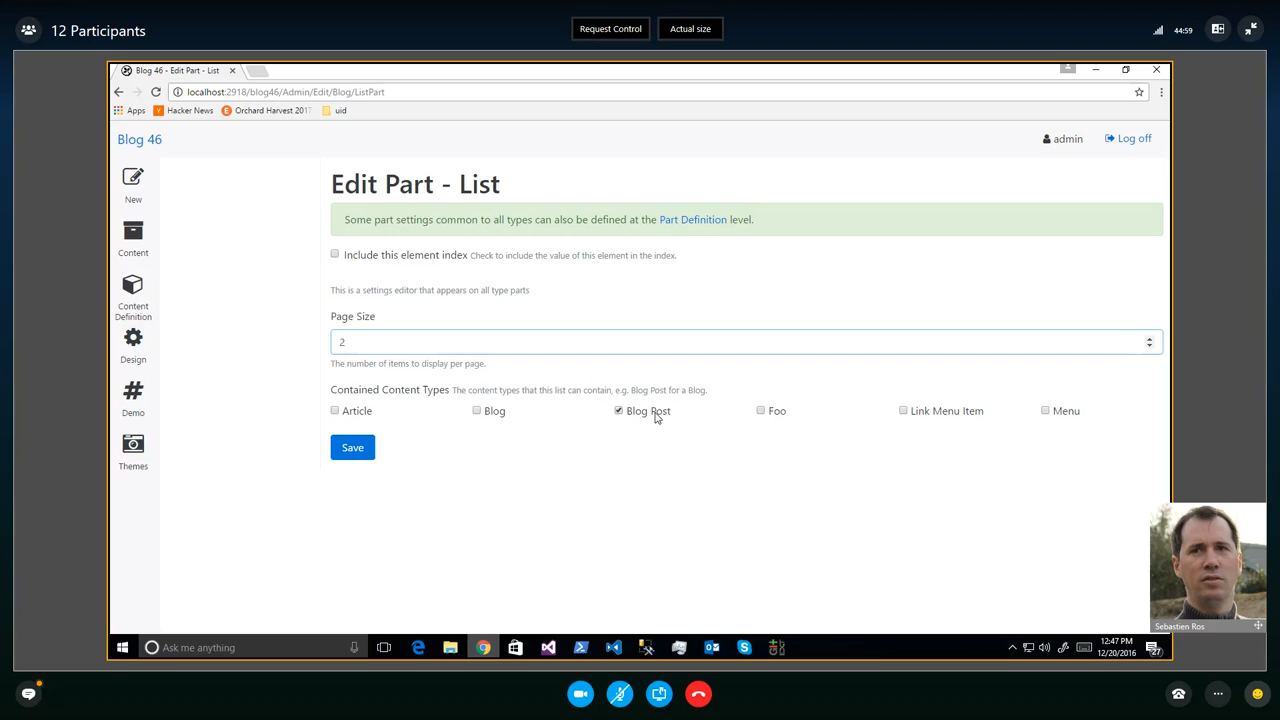 12 Participants
Request Control
Actual size
44:59
Blog 46 - Edit Part - List
localhost:2918/blog46/Admin/Edit/Blog/ListPart
Apps
Hacker News
Orchard Harvest 2017
uid
Blog 46
admin
Log off
New
Content
Content
Definition
Design
Demo
Themes
Edit Part - List
Some part settings common to all types can also be defined at the Part Definition level.
Include this element index Check to include the value of this element in the index.
This is a settings editor that appears on all type parts
Page Size
2
The number of items to display per page.
Contained Content Types The content types that this list can contain, e.g. Blog Post for a Blog.
Article
Blog
Blog Post
Foo
Link Menu Item
Menu
Save
Sebastien Ros
Ask me anything
12:47 PM
12/20/2016
27